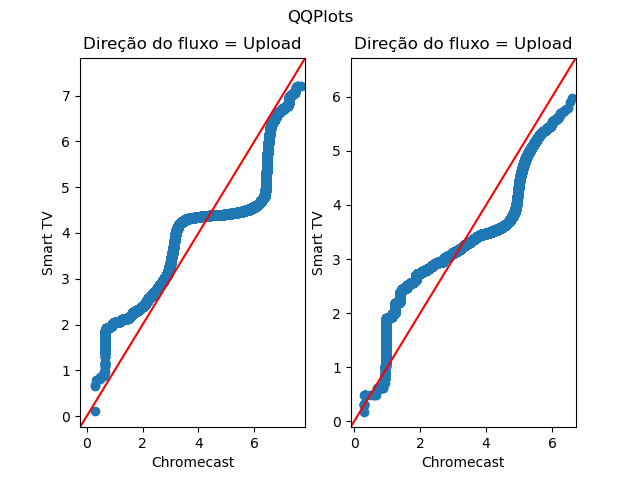 QQPlots
Direção do fluxo = Upload
Direção do fluxo = Upload
7
6
5
4
3
2
1
0
Smart TV
0 2 4 6
Chromecast
6
5
4
3
2
1
0
Smart TV
0 2 4 6
Chromecast